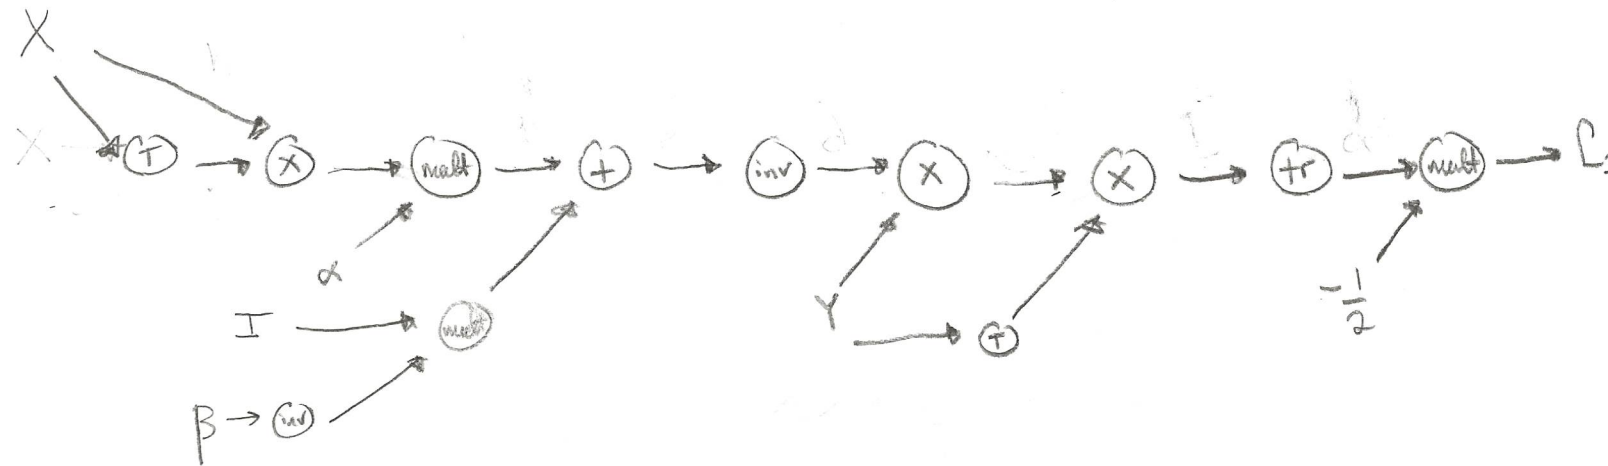 X
X
T
X
mult
+
inv
X
X
tr
mult
L
α
I
mult
Y
T
-1/2
β
inv